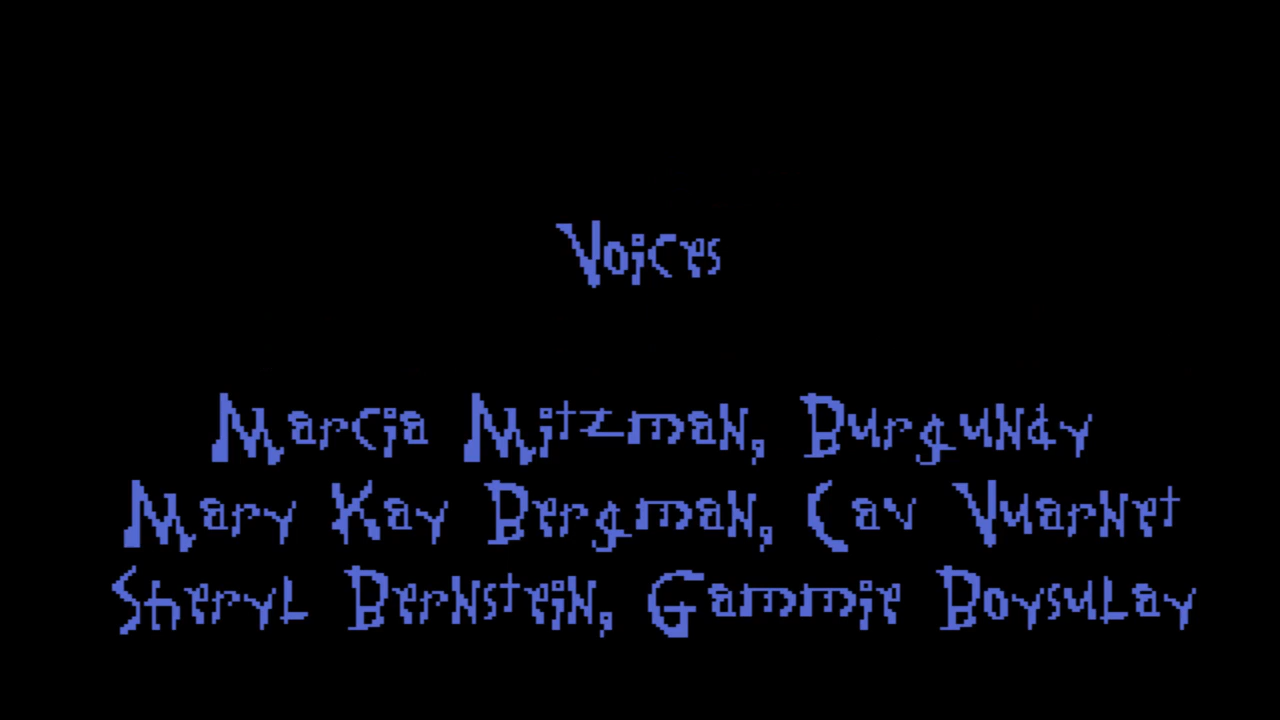 Voices
Marcia Mitzman, Burgundy
Mary Kay Bergman, Cav Vuarnet
Sheryl Bernstein, Gammie Boysulay